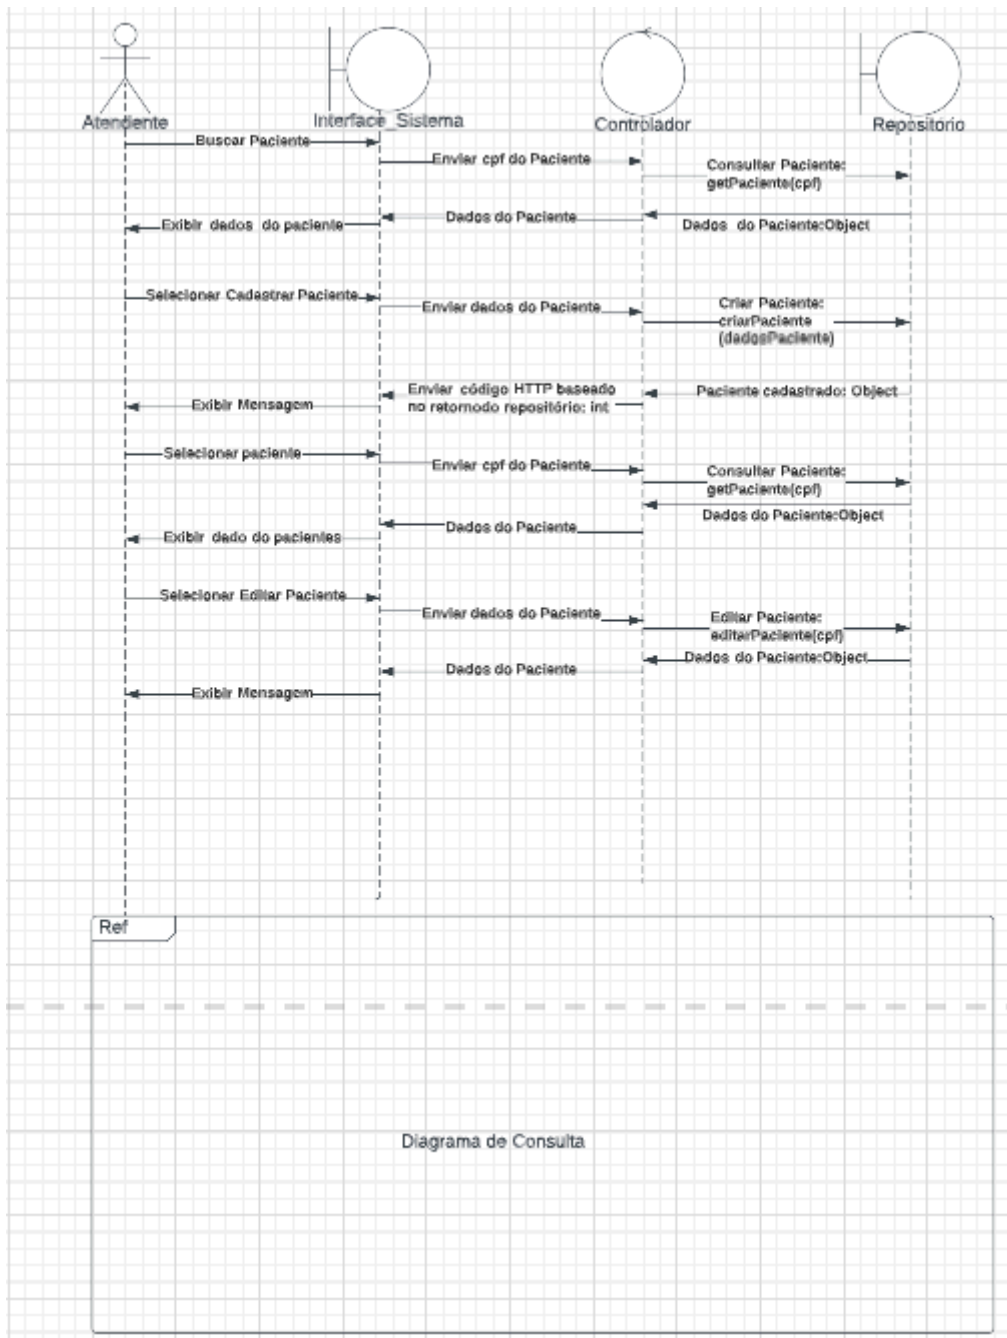 Atendente
Interface_Sistema
Controlador
Repositório
Buscar Paciente
Enviar cpf do Paciente
Consultar Paciente:
getPaciente(cpf)
Dados do Paciente:Object
Dados do Paciente
Exibir dados do paciente
Selecionar Cadastrar Paciente
Enviar dados do Paciente
Criar Paciente:
criarPaciente
(dadosPaciente)
Paciente cadastrado: Object
Enviar código HTTP baseado
no retornodo repositório: int
Exibir Mensagem
Selecionar paciente
Enviar cpf do Paciente
Consultar Paciente:
getPaciente(cpf)
Dados do Paciente:Object
Dados do Paciente
Exibir dado do pacientes
Selecionar Editar Paciente
Enviar dados do Paciente
Editar Paciente:
editarPaciente(cpf)
Dados do Paciente:Object
Dados do Paciente
Exibir Mensagem
Ref
Diagrama de Consulta